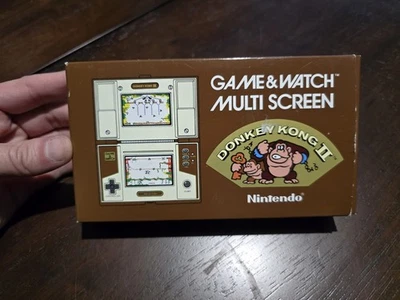 GAME & WATCH™
MULTI SCREEN
DONKEY KONG II
Nintendo®